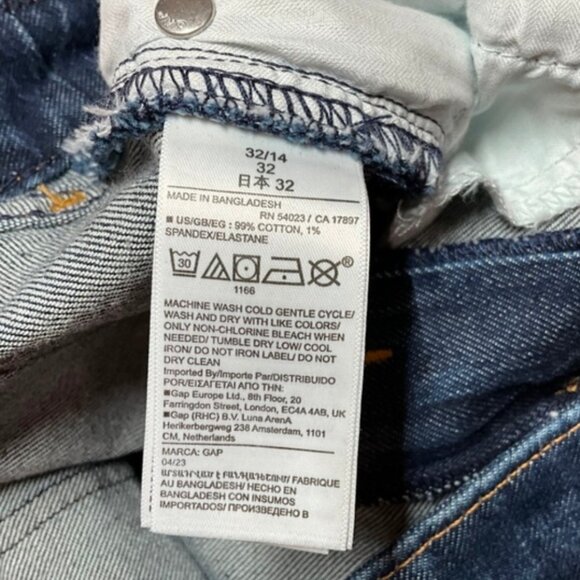 32/14
32
日本 32
MADE IN BANGLADESH
RN 54023 / CA 17897
■ US/GB/EG : 99% COTTON, 1%
SPANDEX/ELASTANE
30
®
1166
MACHINE WASH COLD GENTLE CYCLE/
WASH AND DRY WITH LIKE COLORS/
ONLY NON-CHLORINE BLEACH WHEN
NEEDED/ TUMBLE DRY LOW/ COOL
IRON/ DO NOT IRON LABEL/ DO NOT
DRY CLEAN
Imported by/Importe Par/DISTRIBUIDO
POR/ΕΙΣΑΓΕΤΑΙ ΑΠΟ ΤΗΝ:
■Gap Europe Ltd., 8th Floor, 20
Farringdon Street, London, EC4A 4AB, UK
■Gap (RHC) B.V. Luna ArenA
Herikerbergweg 238 Amsterdam, 1101
CM, Netherlands
MARCA: GAP
04/23
ԱՐՏԱԴՐՎԱԾ Է ԲԱՆԳԼԱԴԵՇՈՒՄ/ FABRIQUE
AU BANGLADESH/ HECHO EN
BANGLADESH CON INSUMOS
IMPORTADOS/ ПРОИЗВЕДЕНО В